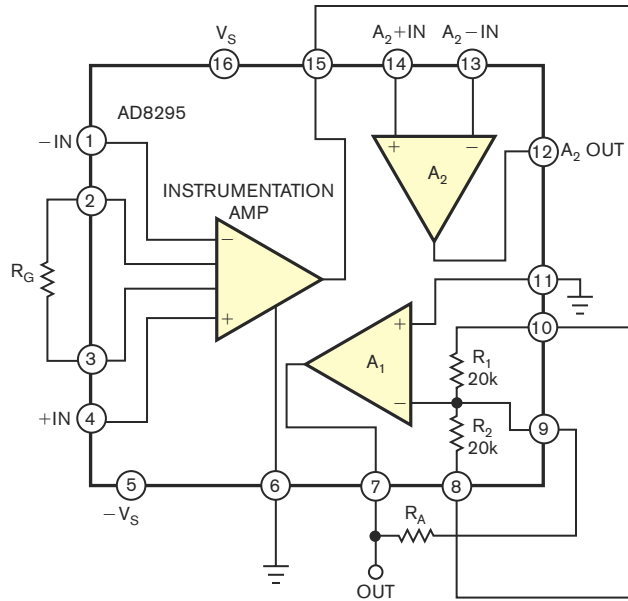 V_S
A_2+IN
A_2−IN
16
15
14
13
AD8295
−IN
1
+
−
12
A_2 OUT
A_2
2
INSTRUMENTATION
AMP
−
R_G
+
11
10
+
A_1
R_1
20k
3
−
9
+IN
4
R_2
20k
5
6
7
8
−V_S
R_A
OUT